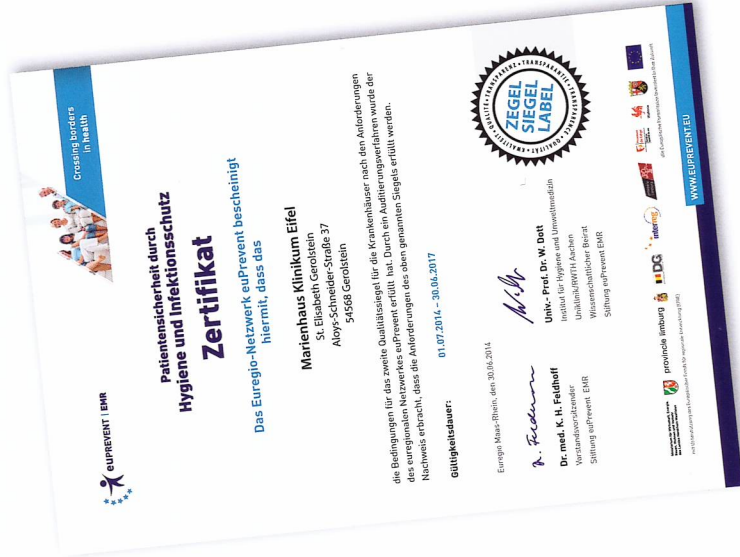 EUPREVENT | EMR
Crossing borders
in health
Patientensicherheit durch
Hygiene und Infektionsschutz
Zertifikat
Das Euregio-Netzwerk euPrevent bescheinigt
hiermit, dass das
Marienhaus Klinikum Eifel
St. Elisabeth Gerolstein
Aloys-Schneider-Straße 37
54568 Gerolstein
die Bedingungen für das zweite Qualitätssiegel für die Krankenhäuser nach den Anforderungen
des euregionalen Netzwerkes euPrevent erfüllt hat. Durch ein Auditierungsverfahren wurde der
Nachweis erbracht, dass die Anforderungen des oben genannten Siegels erfüllt werden.
Gültigkeitsdauer:
01.07.2014 – 30.06.2017
Euregio Maas-Rhein, den 30.06.2014
Dr. med. K. H. Feldhoff
Vorstandsvorsitzender
Stiftung euPrevent EMR
Univ.- Prof. Dr. W. Dott
Institut für Hygiene und Umweltmedizin
Uniklinik/RWTH Aachen
Wissenschaftlicher Beirat
Stiftung euPrevent EMR
KWALITEIT • QUALITÉ • TRANSPARENZ • TRANSPARANTIE • TRANSPARENCE • QUALITÄT
ZEGEL
SIEGEL
LABEL
provincie limburg
DG
interreg
WWW.EUPREVENT.EU